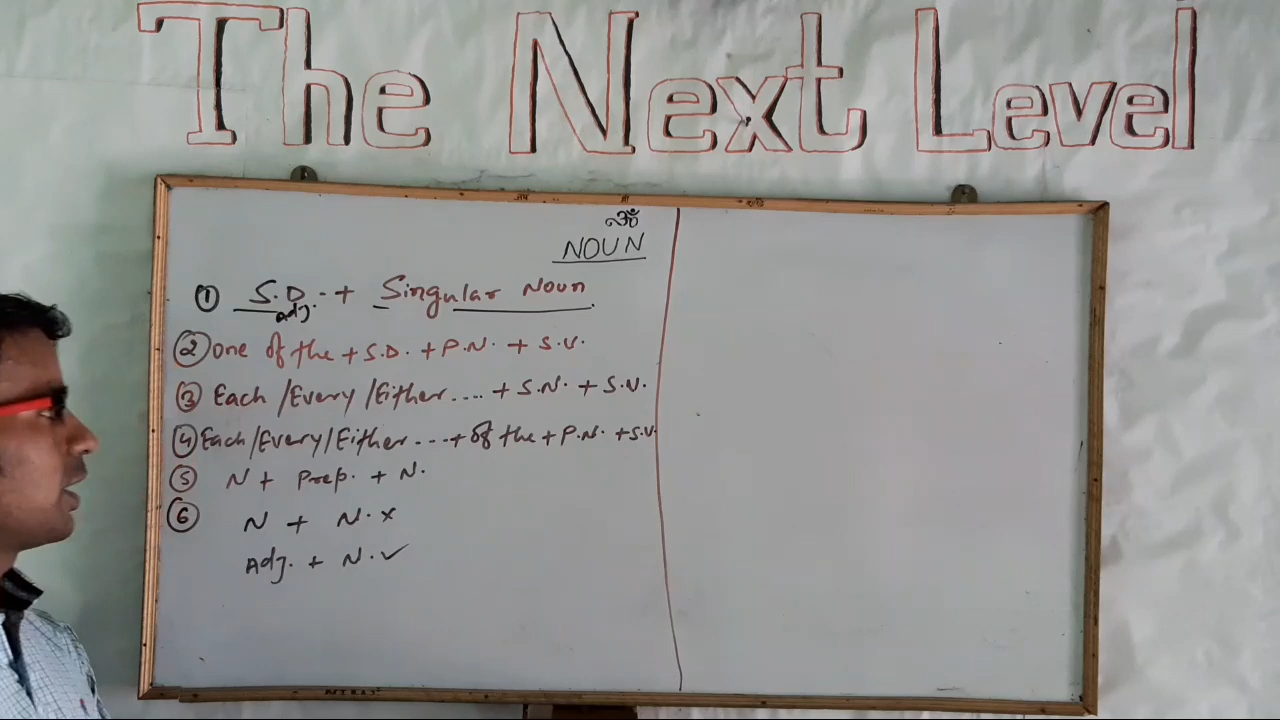 The Next Level
ॐ
NOUN
① S.D. + Singular Noun
adj.
② One of the + S.D. + P.N. + S.V.
③ Each /Every /Either .... + S.N. + S.V.
④ Each/Every/Either ...+ of the + P.N. + S.V.
⑤ N + Prep. + N.
⑥ N + N. x
Adj. + N. ✓